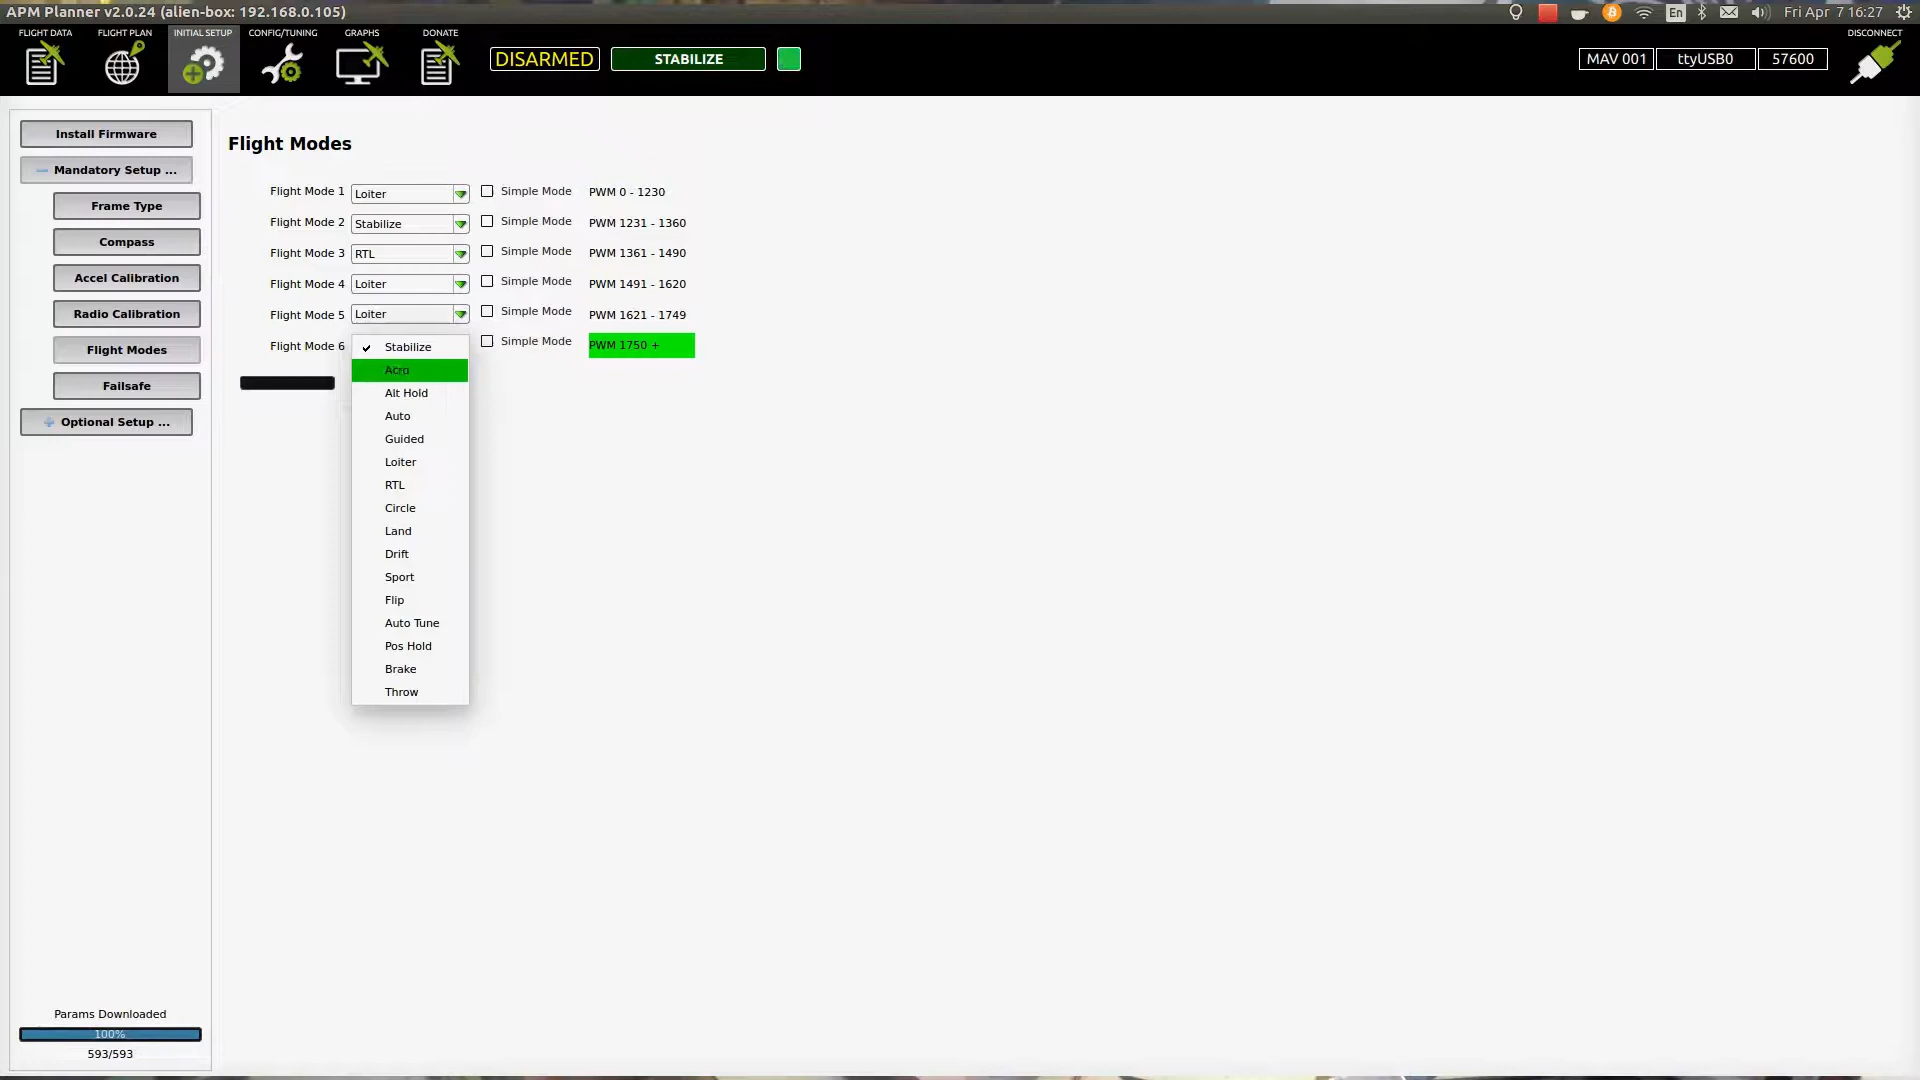 APM Planner v2.0.24 (alien-box: 192.168.0.105)
En
Fri Apr 7 16:27
FLIGHT DATA
FLIGHT PLAN
INITIAL SETUP
CONFIG/TUNING
GRAPHS
DONATE
DISARMED
STABILIZE
MAV 001
ttyUSB0
57600
DISCONNECT
Install Firmware
Mandatory Setup ...
Frame Type
Compass
Accel Calibration
Radio Calibration
Flight Modes
Failsafe
Optional Setup ...
Params Downloaded
100%
593/593
Flight Modes
Flight Mode 1 Loiter Simple Mode PWM 0 - 1230
Flight Mode 2 Stabilize Simple Mode PWM 1231 - 1360
Flight Mode 3 RTL Simple Mode PWM 1361 - 1490
Flight Mode 4 Loiter Simple Mode PWM 1491 - 1620
Flight Mode 5 Loiter Simple Mode PWM 1621 - 1749
Flight Mode 6 Simple Mode PWM 1750 +
Stabilize
Acro
Alt Hold
Auto
Guided
Loiter
RTL
Circle
Land
Drift
Sport
Flip
Auto Tune
Pos Hold
Brake
Throw